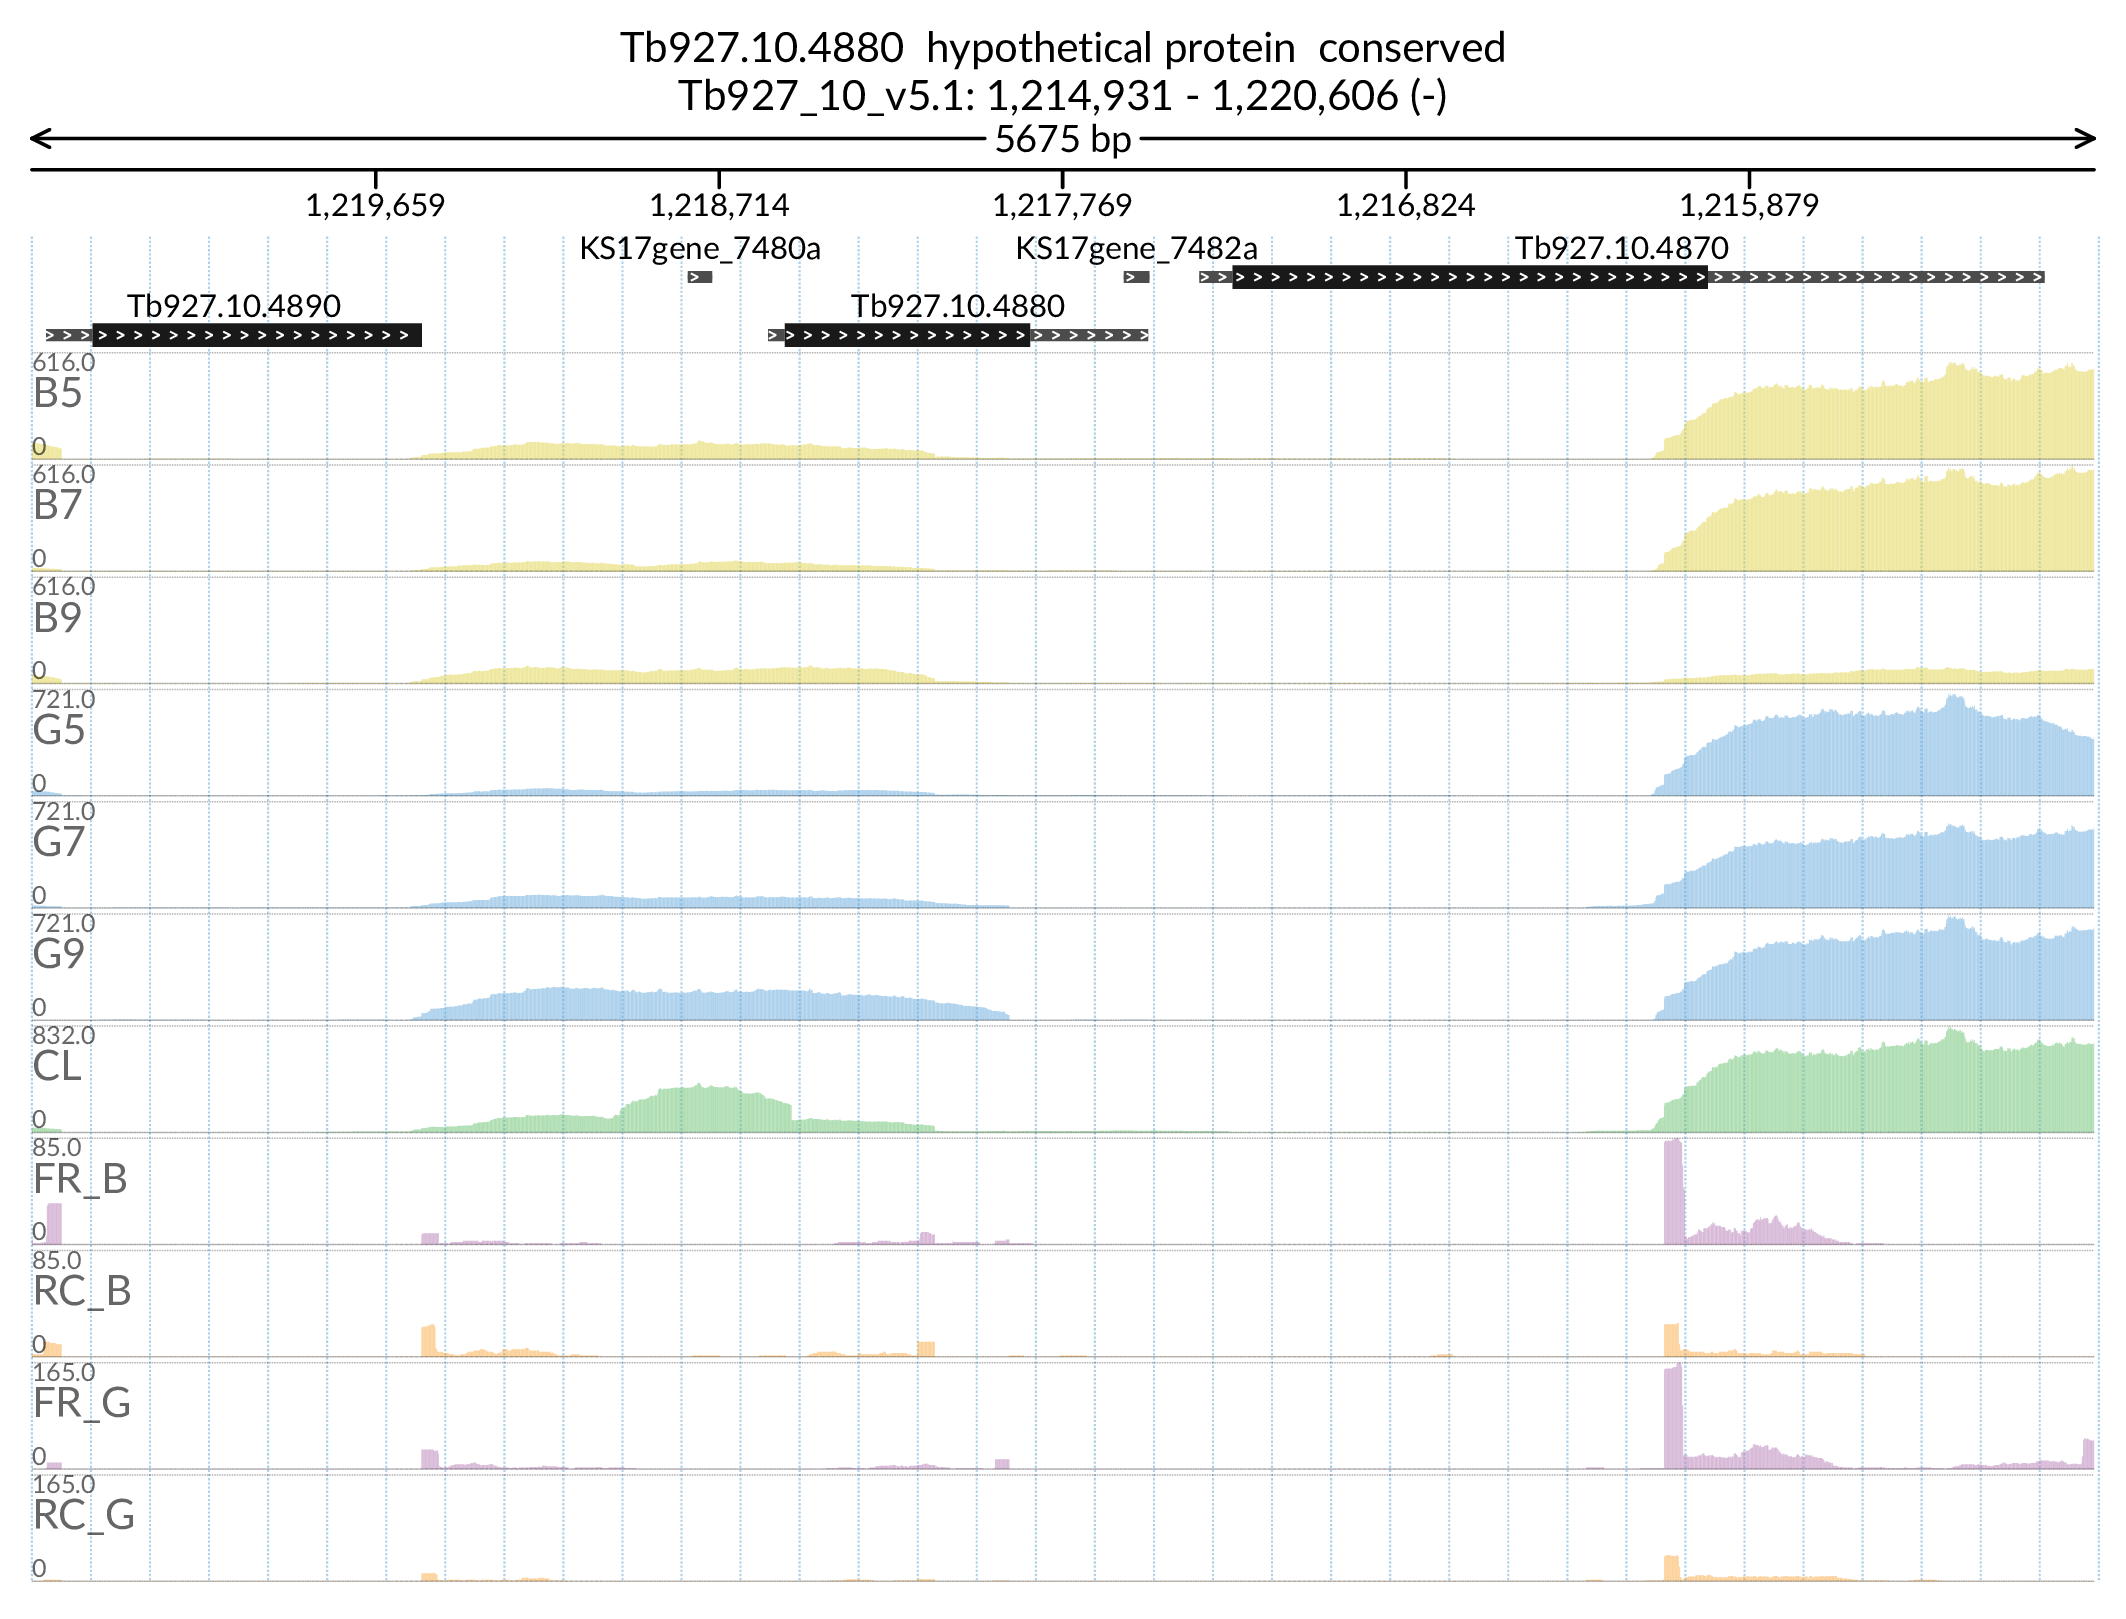 Tb927.10.4880  hypothetical protein  conserved
Tb927_10_v5.1: 1,214,931 - 1,220,606 (-)
5675 bp
1,219,659 1,218,714 1,217,769 1,216,824 1,215,879
KS17gene_7480a KS17gene_7482a Tb927.10.4870
Tb927.10.4890 Tb927.10.4880
616.0
B5
0
616.0
B7
0
616.0
B9
0
721.0
G5
0
721.0
G7
0
721.0
G9
0
832.0
CL
0
85.0
FR_B
0
85.0
RC_B
0
165.0
FR_G
0
165.0
RC_G
0